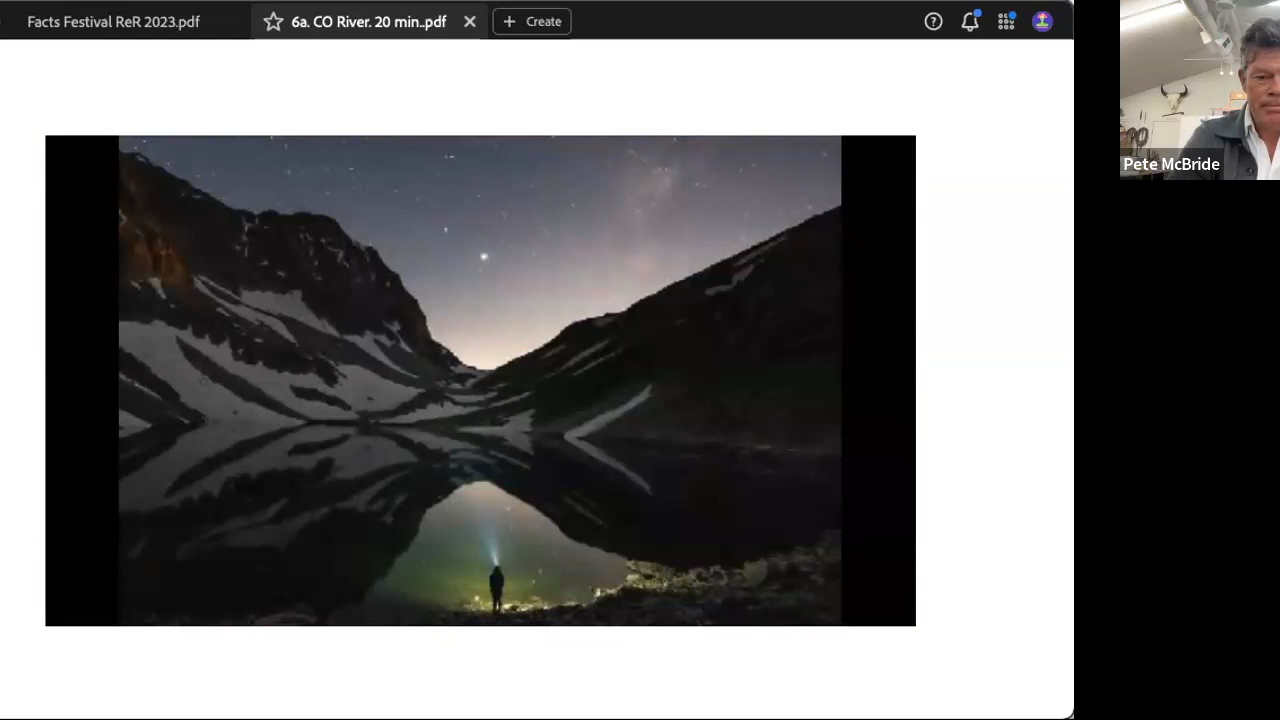 Facts Festival ReR 2023.pdf
6a. CO River. 20 min..pdf
Create
Pete McBride